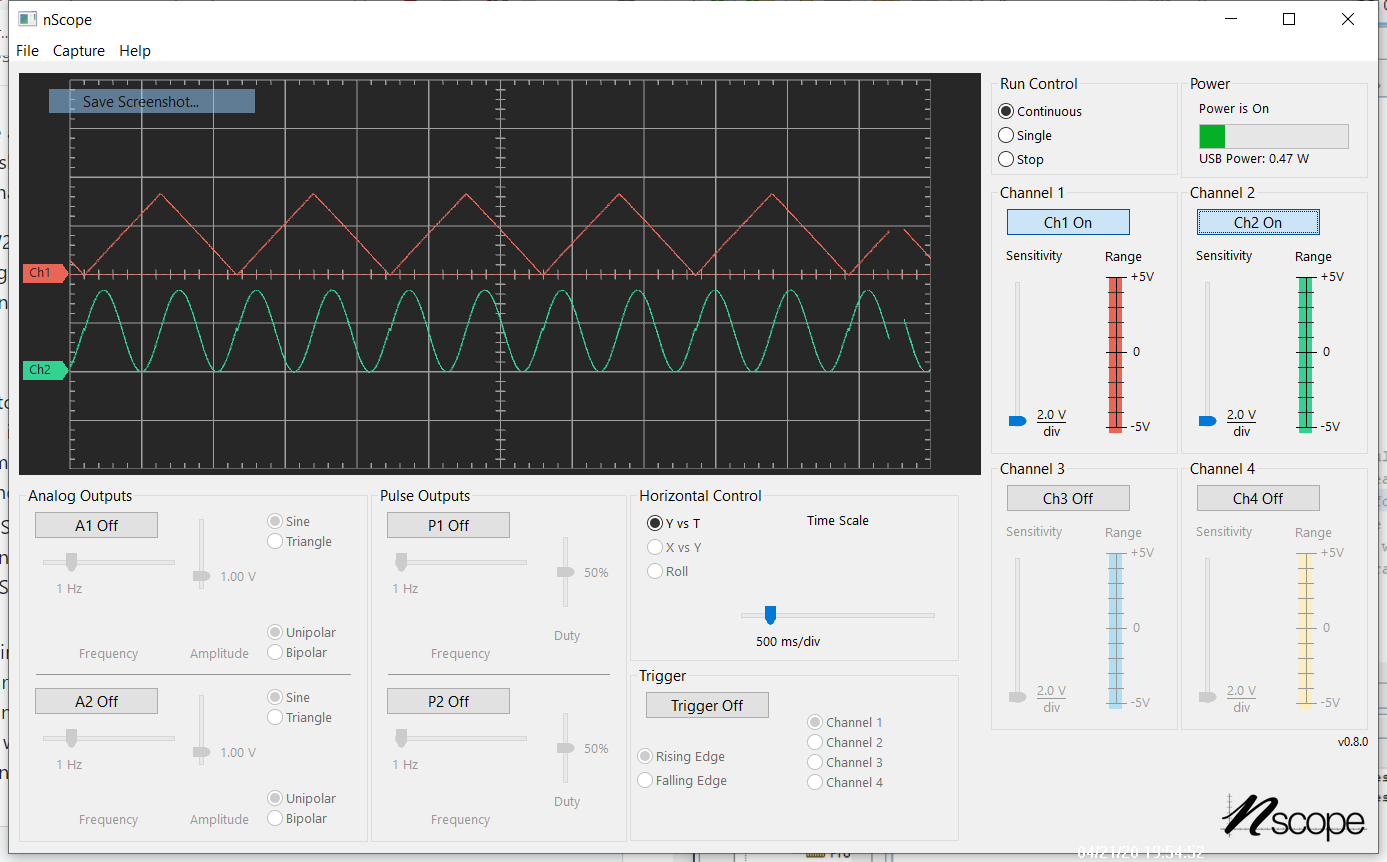 nScope
File Capture Help
Save Screenshot...
Ch1
Ch2
Run Control
Continuous
Single
Stop
Power
Power is On
USB Power: 0.47 W
Channel 1
Ch1 On
Sensitivity
Range
+5V
0
-5V
2.0 V
div
Channel 2
Ch2 On
Sensitivity
Range
+5V
0
-5V
2.0 V
div
Channel 3
Ch3 Off
Sensitivity
Range
+5V
0
-5V
2.0 V
div
Channel 4
Ch4 Off
Sensitivity
Range
+5V
0
-5V
2.0 V
div
Analog Outputs
A1 Off
Sine
Triangle
1.00 V
1 Hz
Unipolar
Bipolar
Frequency
Amplitude
A2 Off
Sine
Triangle
1.00 V
1 Hz
Unipolar
Bipolar
Frequency
Amplitude
Pulse Outputs
P1 Off
50%
1 Hz
Duty
Frequency
P2 Off
50%
1 Hz
Duty
Frequency
Horizontal Control
Y vs T
X vs Y
Roll
Time Scale
500 ms/div
Trigger
Trigger Off
Rising Edge
Falling Edge
Channel 1
Channel 2
Channel 3
Channel 4
v0.8.0
nscope
04/21/20 19:54:52